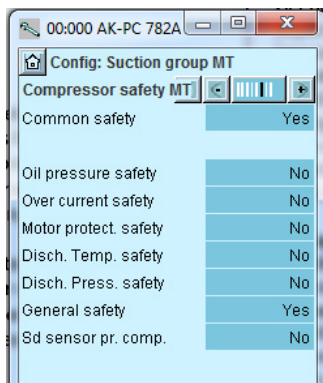 00:000 AK-PC 782A
Config: Suction group MT
Compressor safety MT
Common safety Yes
Oil pressure safety No
Over current safety No
Motor protect. safety No
Disch. Temp. safety No
Disch. Press. safety No
General safety Yes
Sd sensor pr. comp. No